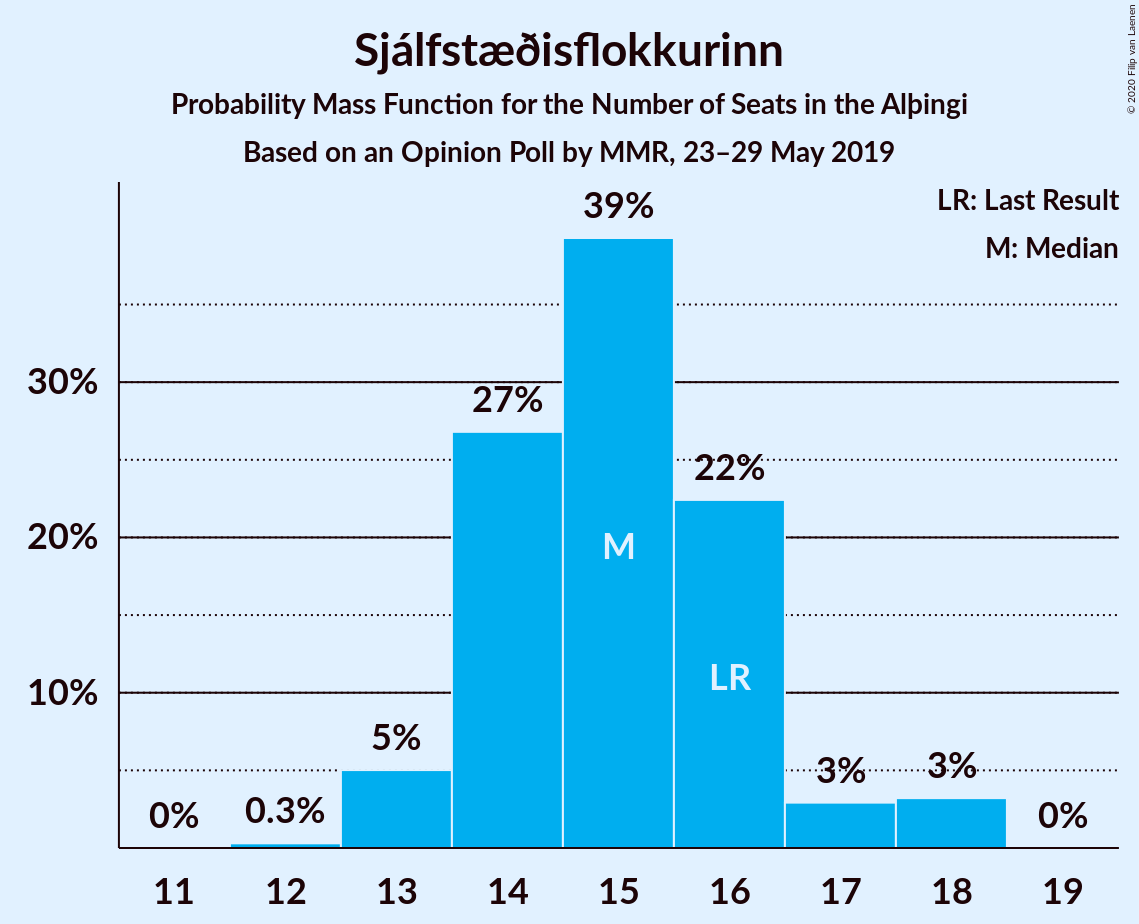 Sjálfstæðisflokkurinn
Probability Mass Function for the Number of Seats in the Alþingi
Based on an Opinion Poll by MMR, 23–29 May 2019
© 2020 Filip van Laenen
LR: Last Result
M: Median
30%
20%
10%
0%
0.3%
5%
27%
39%
22%
3%
3%
0%
M
LR
11 12 13 14 15 16 17 18 19